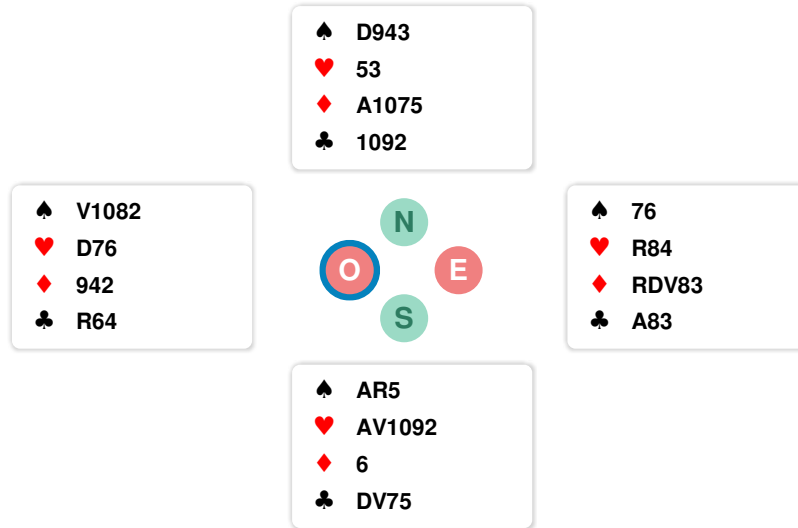 ♠ D943
♥ 53
♦ A1075
♣ 1092
♠ V1082
♥ D76
♦ 942
♣ R64
N
O
E
S
♠ 76
♥ R84
♦ RDV83
♣ A83
♠ AR5
♥ AV1092
♦ 6
♣ DV75